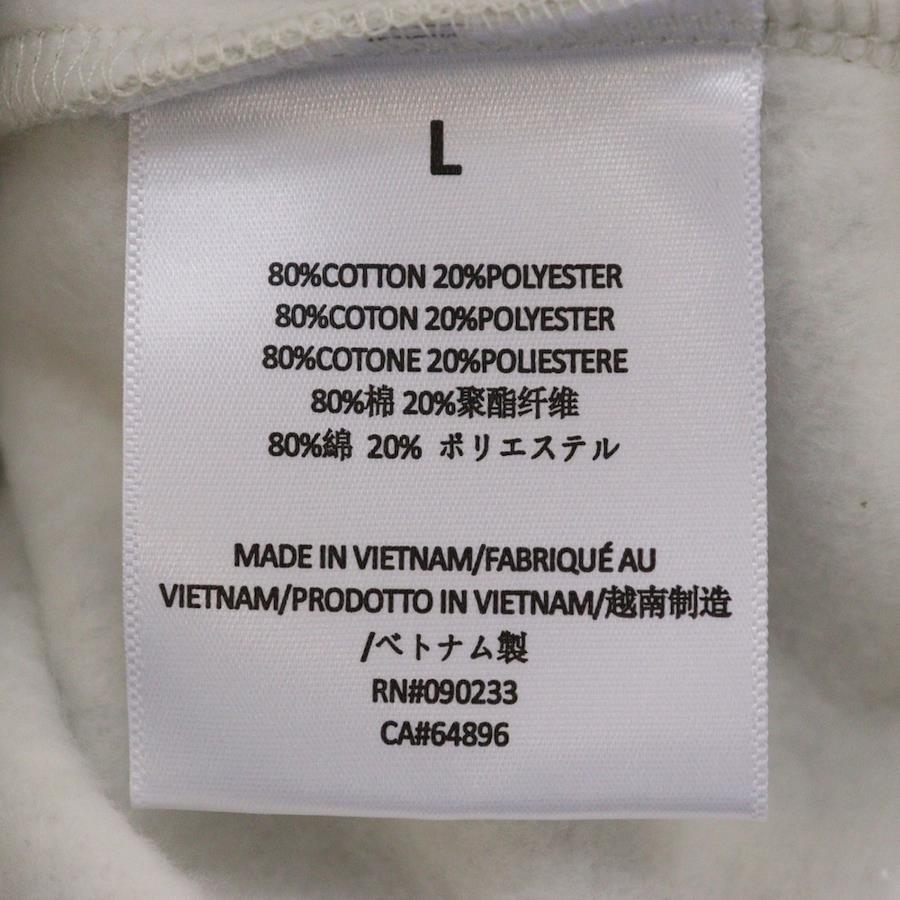 L
80%COTTON 20%POLYESTER
80%COTON 20%POLYESTER
80%COTONE 20%POLIESTERE
80%棉 20%聚酯纤维
80%綿 20% ポリエステル
MADE IN VIETNAM/FABRIQUÉ AU
VIETNAM/PRODOTTO IN VIETNAM/越南制造
/ベトナム製
RN#090233
CA#64896